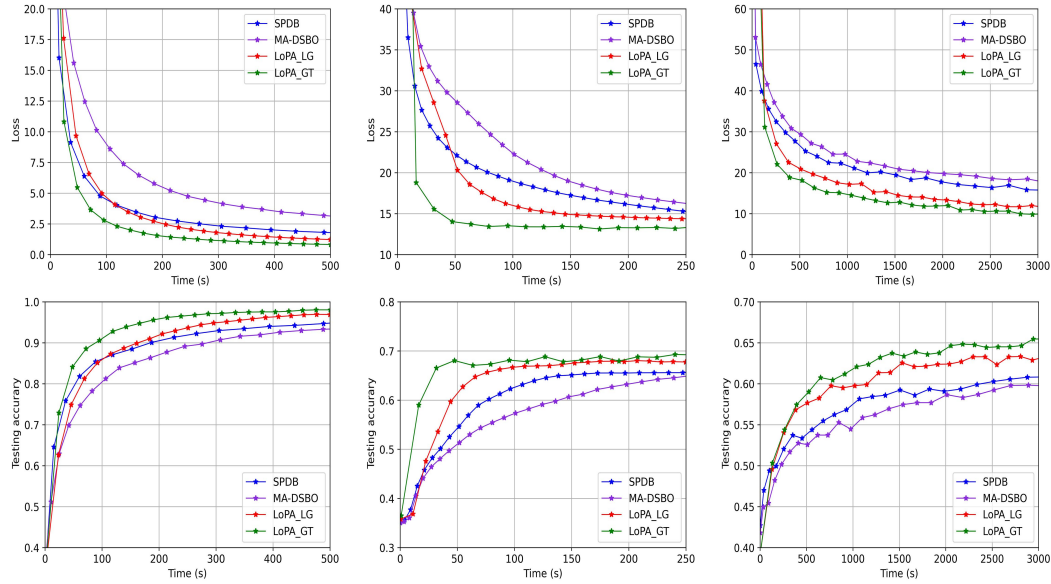 20.0
17.5
15.0
12.5
10.0
7.5
5.0
2.5
0.0
Loss
0 100 200 300 400 500
Time (s)
SPDB
MA-DSBO
LoPA_LG
LoPA_GT
40
35
30
25
20
15
10
Loss
0 50 100 150 200 250
Time (s)
SPDB
MA-DSBO
LoPA_LG
LoPA_GT
60
50
40
30
20
10
0
Loss
0 500 1000 1500 2000 2500 3000
Time (s)
SPDB
MA-DSBO
LoPA_LG
LoPA_GT
1.0
0.9
0.8
0.7
0.6
0.5
0.4
Testing accurary
0 100 200 300 400 500
Time (s)
SPDB
MA-DSBO
LoPA_LG
LoPA_GT
0.8
0.7
0.6
0.5
0.4
0.3
Testing accurary
0 50 100 150 200 250
Time (s)
SPDB
MA-DSBO
LoPA_LG
LoPA_GT
0.70
0.65
0.60
0.55
0.50
0.45
0.40
Testing accurary
0 500 1000 1500 2000 2500 3000
Time (s)
SPDB
MA-DSBO
LoPA_LG
LoPA_GT